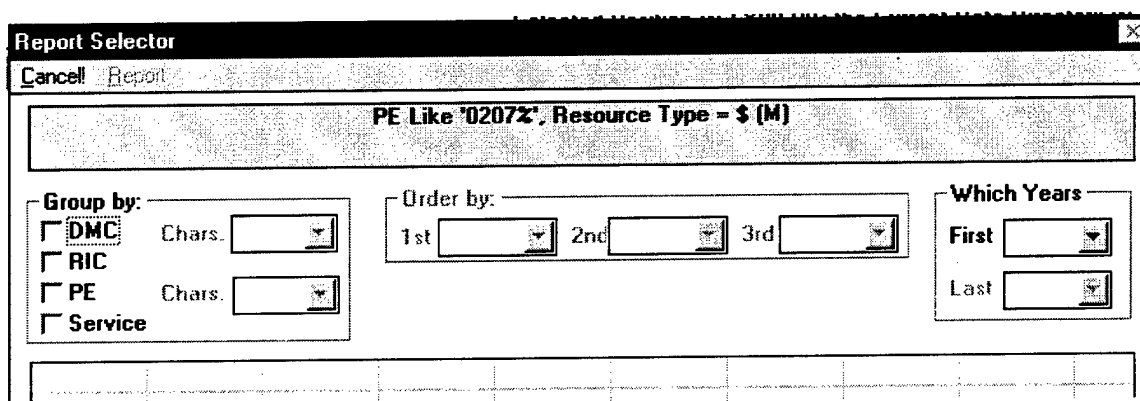 Report Selector
Cancel! Report
PE Like '0207%', Resource Type = $ (M)
Group by:
DMC Chars.
RIC
PE Chars.
Service
Order by:
1st 2nd 3rd
Which Years
First
Last